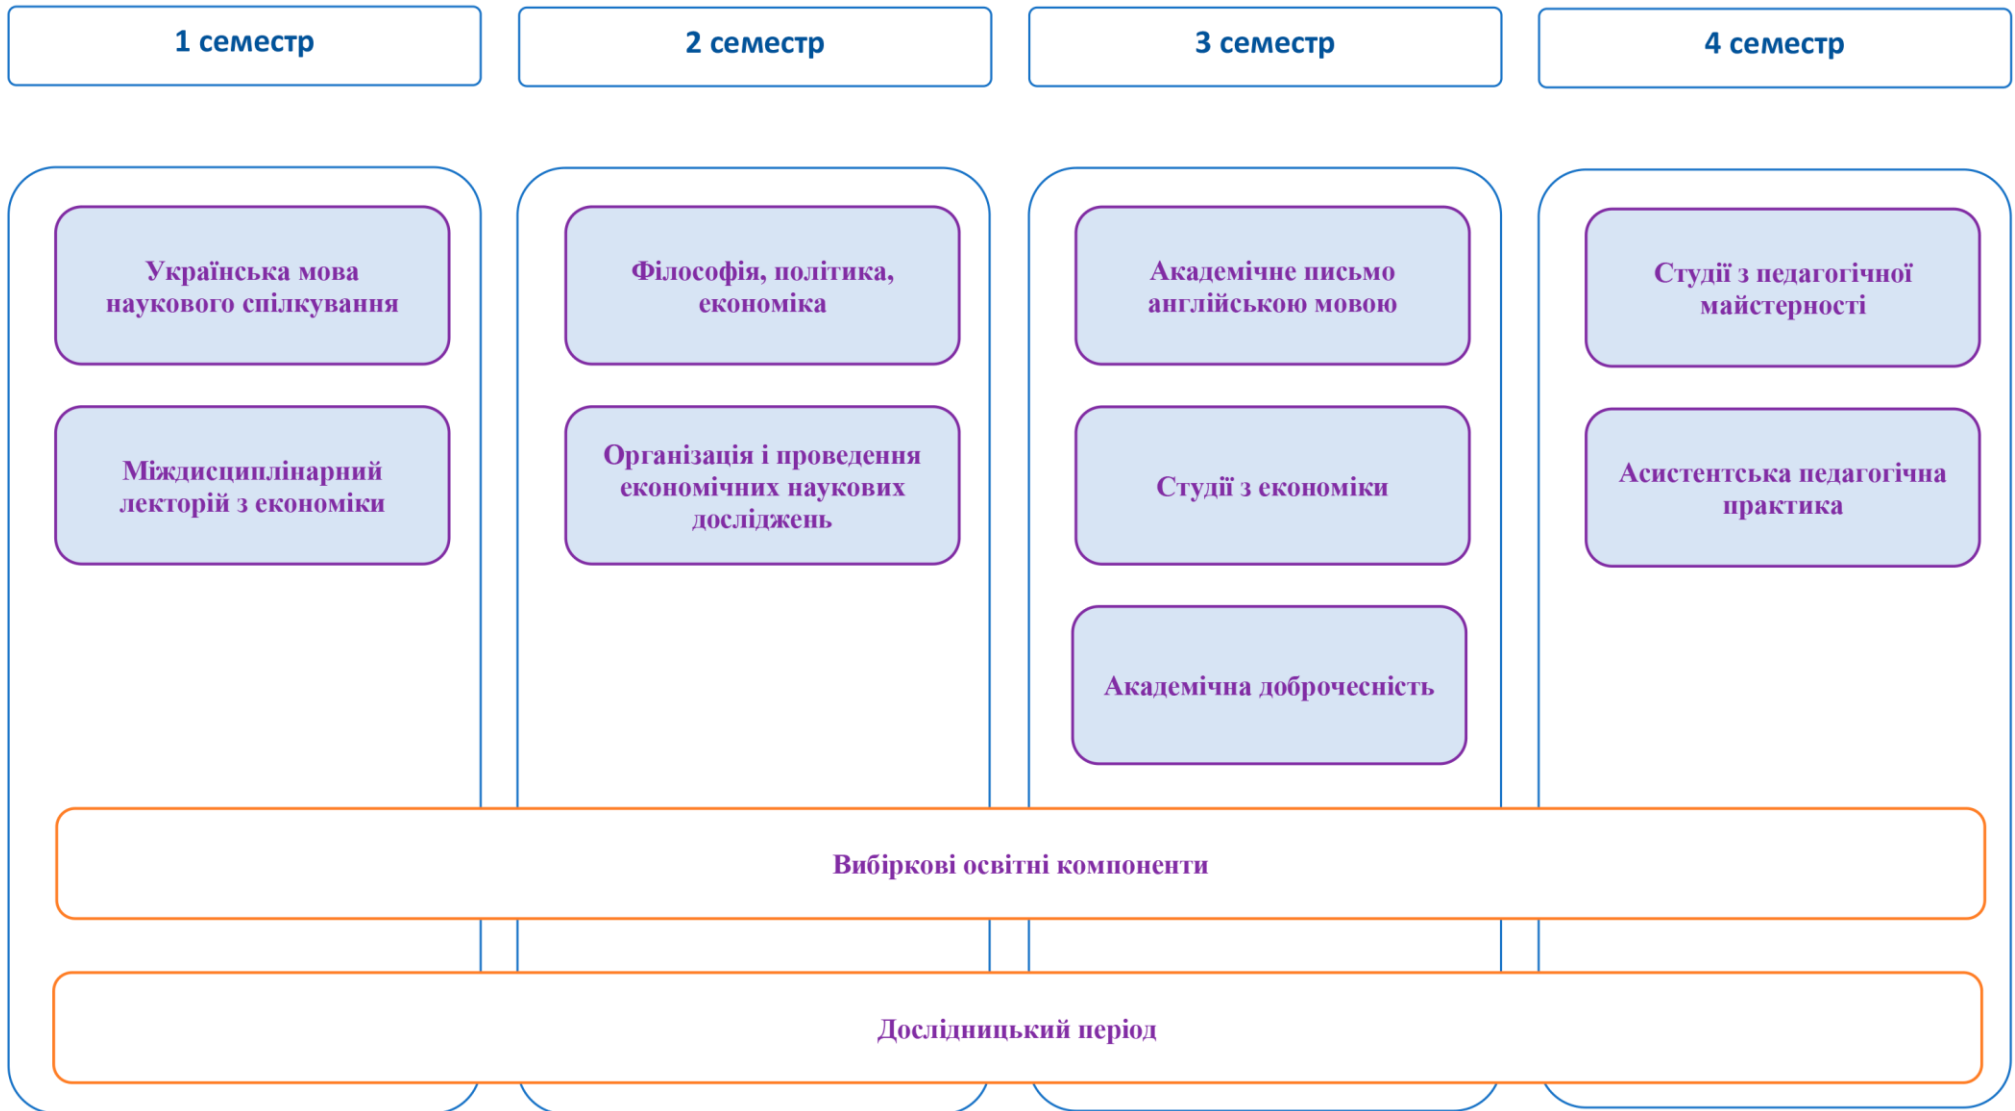 1 семестр
2 семестр
3 семестр
4 семестр
Українська мова
наукового спілкування
Міждисциплінарний
лекторій з економіки
Філософія, політика,
економіка
Організація і проведення
економічних наукових
досліджень
Академічне письмо
англійською мовою
Студії з економіки
Академічна доброчесність
Студії з педагогічної
майстерності
Асистентська педагогічна
практика
Вибіркові освітні компоненти
Дослідницький період